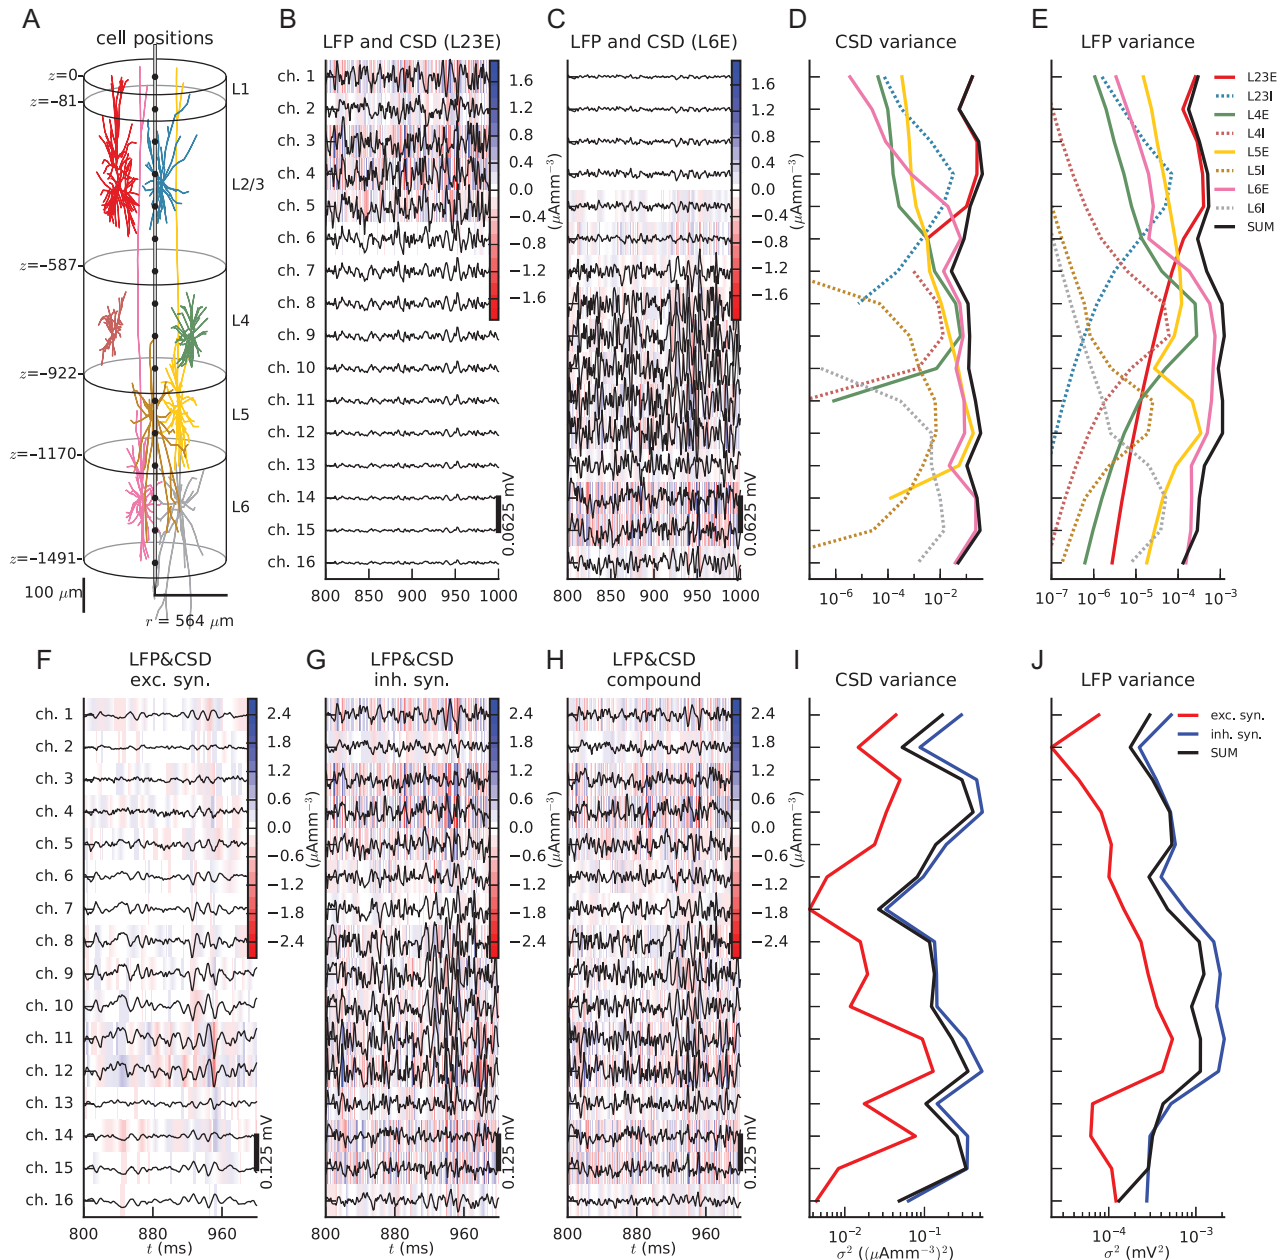 A
cell positions
z=0
z=−81
z=−587
z=−922
z=−1170
z=−1491
L1
L2/3
L4
L5
L6
100 μm
r = 564 μm
B
LFP and CSD (L23E)
ch. 1
ch. 2
ch. 3
ch. 4
ch. 5
ch. 6
ch. 7
ch. 8
ch. 9
ch. 10
ch. 11
ch. 12
ch. 13
ch. 14
ch. 15
ch. 16
800 850 900 950 1000
1.6
1.2
0.8
0.4
0.0
−0.4
−0.8
−1.2
−1.6
(μAmm⁻³)
0.0625 mV
C
LFP and CSD (L6E)
800 850 900 950 1000
1.6
1.2
0.8
0.4
0.0
−0.4
−0.8
−1.2
−1.6
(μAmm⁻³)
0.0625 mV
D
CSD variance
10⁻⁶ 10⁻⁴ 10⁻²
E
LFP variance
10⁻⁷ 10⁻⁶ 10⁻⁵ 10⁻⁴ 10⁻³
L23E
L23I
L4E
L4I
L5E
L5I
L6E
L6I
SUM
F
LFP&CSD
exc. syn.
ch. 1
ch. 2
ch. 3
ch. 4
ch. 5
ch. 6
ch. 7
ch. 8
ch. 9
ch. 10
ch. 11
ch. 12
ch. 13
ch. 14
ch. 15
ch. 16
800 880 960
t (ms)
2.4
1.8
1.2
0.6
0.0
−0.6
−1.2
−1.8
−2.4
(μAmm⁻³)
0.125 mV
G
LFP&CSD
inh. syn.
800 880 960
t (ms)
2.4
1.8
1.2
0.6
0.0
−0.6
−1.2
−1.8
−2.4
(μAmm⁻³)
0.125 mV
H
LFP&CSD
compound
800 880 960
t (ms)
2.4
1.8
1.2
0.6
0.0
−0.6
−1.2
−1.8
−2.4
(μAmm⁻³)
0.125 mV
I
CSD variance
10⁻² 10⁻¹
σ² ((μAmm⁻³)²)
J
LFP variance
exc. syn.
inh. syn.
SUM
10⁻⁴ 10⁻³
σ² (mV²)